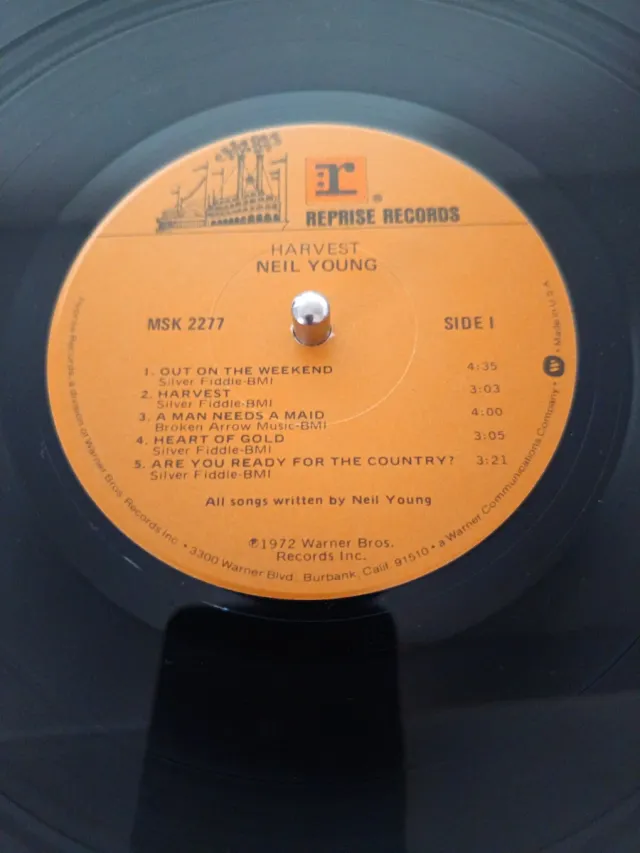 r
®
REPRISE RECORDS
HARVEST
NEIL YOUNG
MSK 2277
SIDE 1
1. OUT ON THE WEEKEND 4:35
Silver Fiddle-BMI
2. HARVEST 3:03
Silver Fiddle-BMI
3. A MAN NEEDS A MAID 4:00
Broken Arrow Music-BMI
4. HEART OF GOLD 3:05
Silver Fiddle-BMI
5. ARE YOU READY FOR THE COUNTRY? 3:21
Silver Fiddle-BMI
All songs written by Neil Young
℗1972 Warner Bros.
Records Inc.
Reprise Records, a division of Warner Bros. Records Inc. • 3300 Warner Blvd., Burbank, Calif. 91510 • a Warner Communications Company • W • Made in U.S.A.